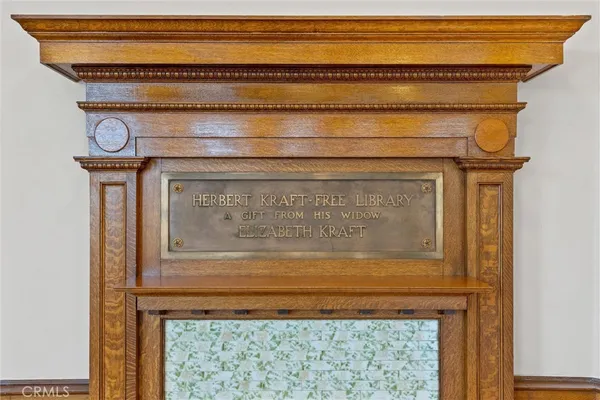 HERBERT KRAFT-FREE LIBRARY
A GIFT FROM HIS WIDOW
ELIZABETH KRAFT
CRMLS